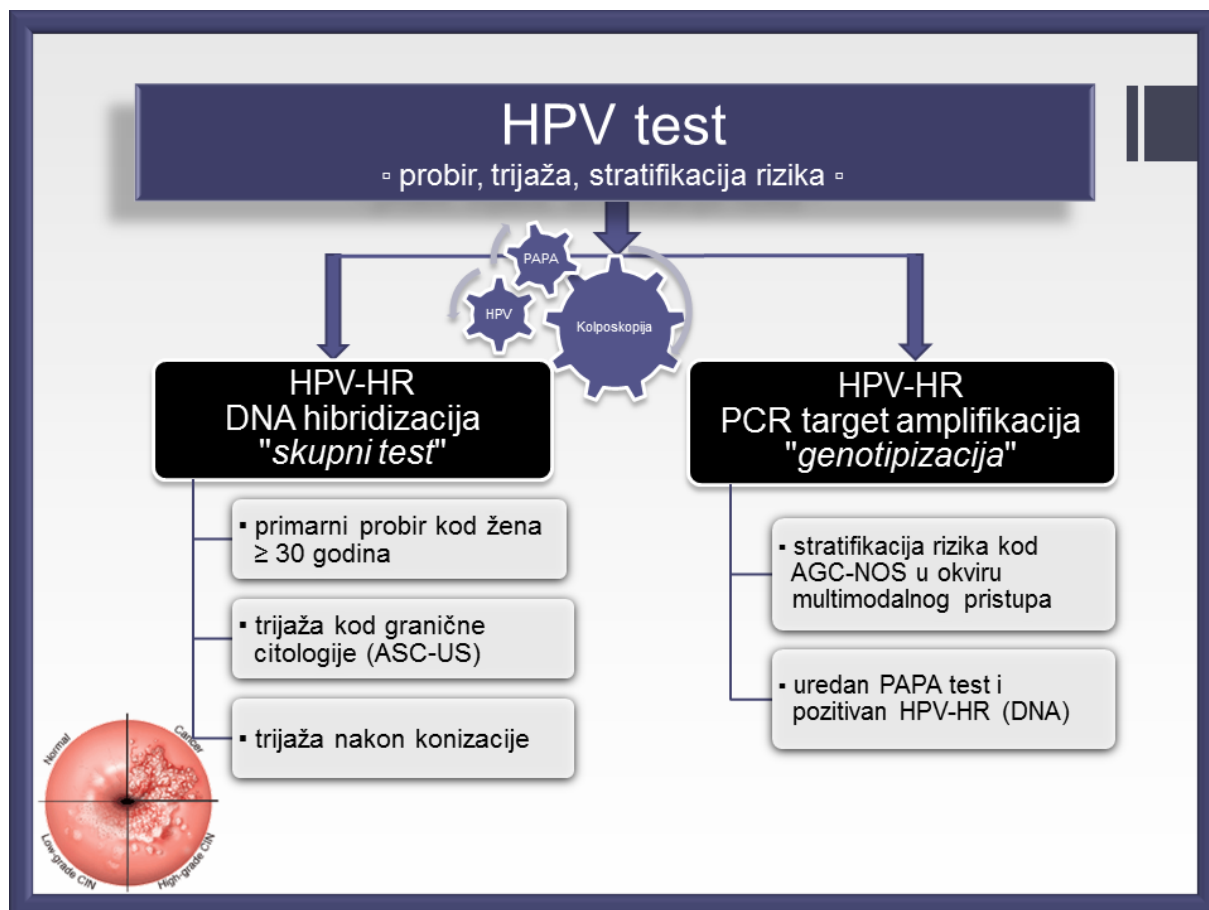 HPV test
▫ probir, trijaža, stratifikacija rizika ▫
PAPA
HPV
Kolposkopija
HPV-HR
DNA hibridizacija
"skupni test"
▪ primarni probir kod žena
≥ 30 godina
▪ trijaža kod granične
citologije (ASC-US)
▪ trijaža nakon konizacije
HPV-HR
PCR target amplifikacija
"genotipizacija"
▪ stratifikacija rizika kod
AGC-NOS u okviru
multimodalnog pristupa
▪ uredan PAPA test i
pozitivan HPV-HR (DNA)
Normal
Cancer
Low-grade CIN
High-grade CIN